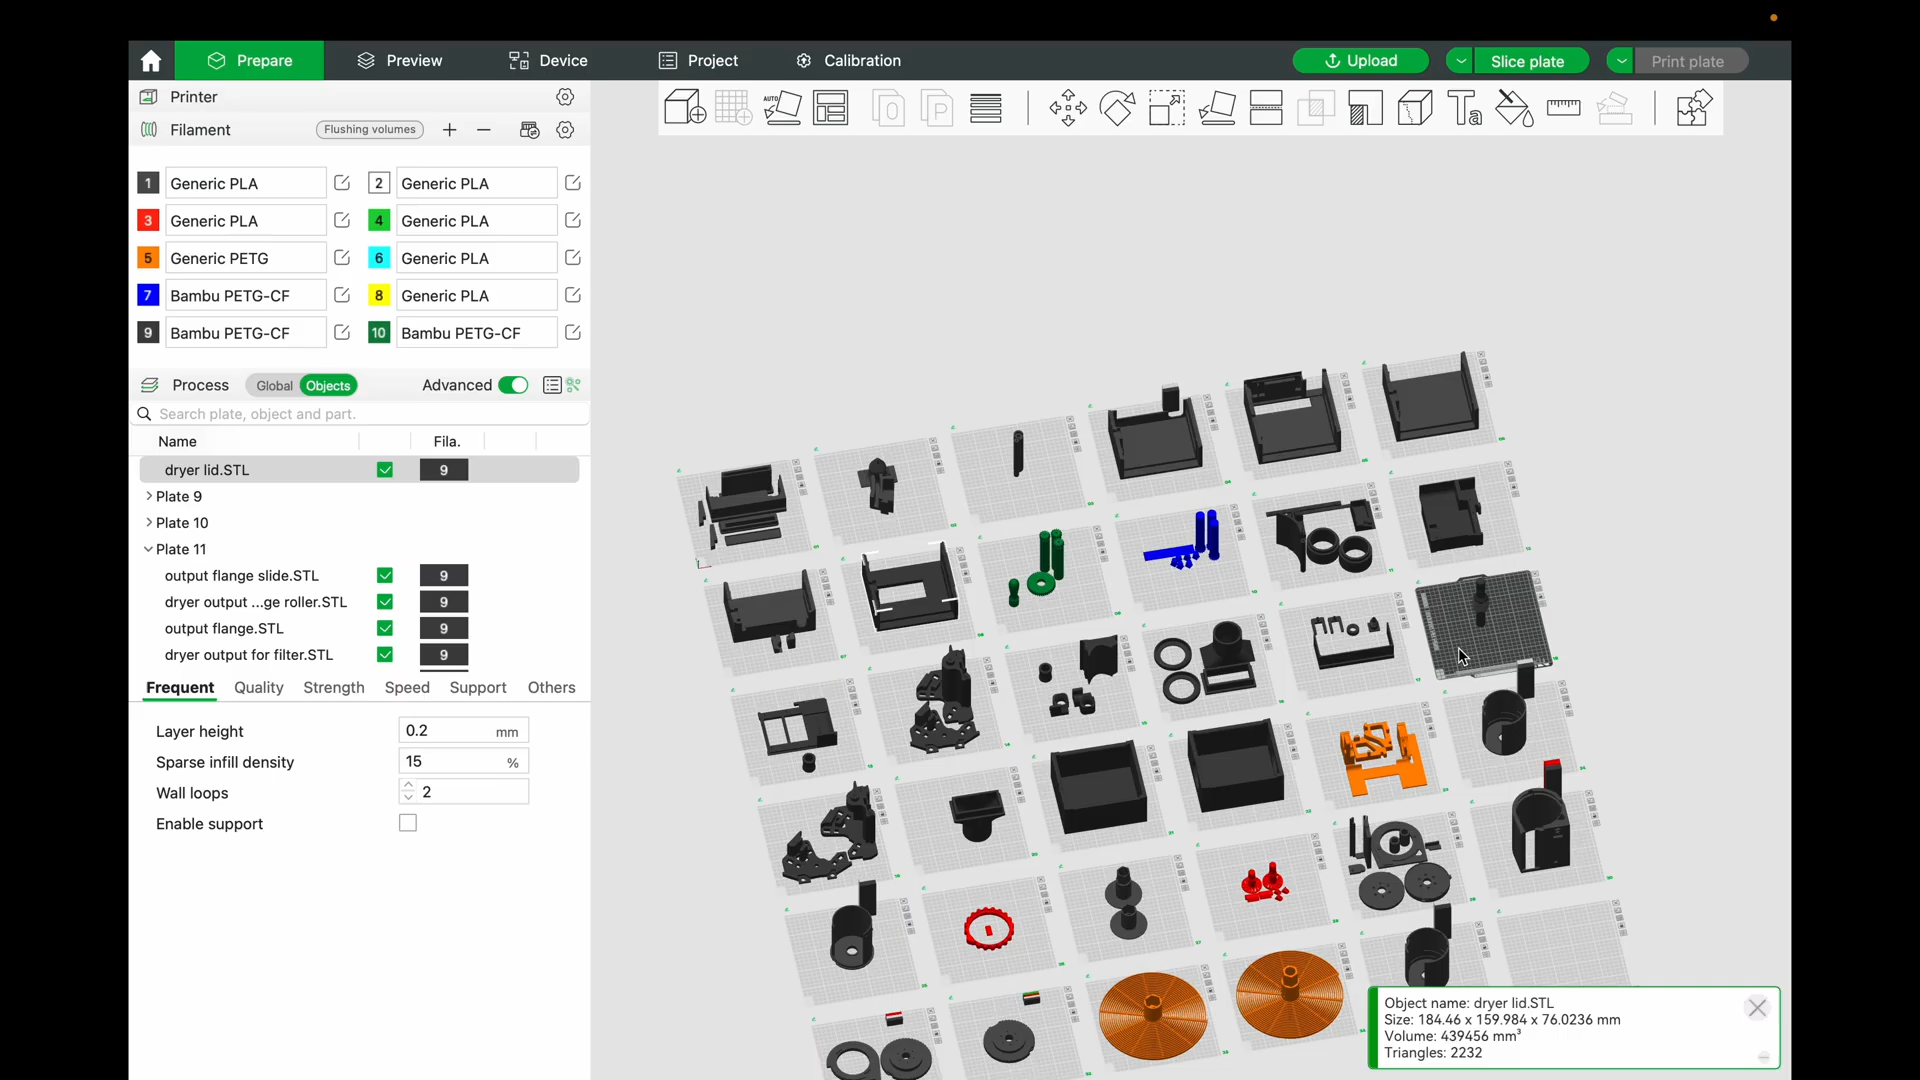 Prepare
Preview
Device
Project
Calibration
Upload
Slice plate
Print plate
Printer
Filament
Flushing volumes
1 Generic PLA
2 Generic PLA
3 Generic PLA
4 Generic PLA
5 Generic PETG
6 Generic PLA
7 Bambu PETG-CF
8 Generic PLA
9 Bambu PETG-CF
10 Bambu PETG-CF
Process
Global Objects
Advanced
Search plate, object and part.
Name Fila.
dryer lid.STL 9
Plate 9
Plate 10
Plate 11
output flange slide.STL 9
dryer output ...ge roller.STL 9
output flange.STL 9
dryer output for filter.STL 9
Frequent Quality Strength Speed Support Others
Layer height 0.2 mm
Sparse infill density 15 %
Wall loops 2
Enable support
AUTO
O
P
Ta
Object name: dryer lid.STL
Size: 184.46 x 159.984 x 76.0236 mm
Volume: 439456 mm³
Triangles: 2232